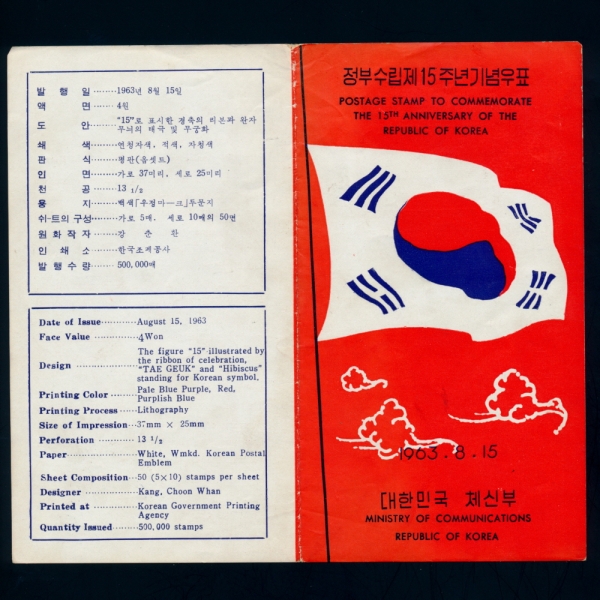 발 행 일······1963년 8월 15일
액 면······4원
도 안······"15"로 표시한 경축의 리본과 완자
무늬의 태극 및 무궁화
쇄 색······연청자색, 적색, 자청색
판 식······평판(옵셋트)
인 면······가로 37미리, 세로 25미리
천 공······13 1/2
용 지······백색「우정마ー크」투문지
쉬-트의 구성······가로 5매, 세로 10매의 50면
원 화 작 자······강 춘 환
인 쇄 소······한국조폐공사
발 행 수 량······500,000매
Date of Issue······August 15, 1963
Face Value······4Won
Design······The figure "15" illustrated by
the ribbon of celebration,
"TAE GEUK" and "Hibiscus"
standing for Korean symbol,
Printing Color······Pale Blue Purple, Red,
Purplish Blue
Printing Process······Lithography
Size of Impression···37mm × 25mm
Perforation······13 1/2
Paper······White, Wmkd. Korean Postal
Emblem
Sheet Composition···50 (5×10) stamps per sheet
Designer······Kang, Choon Whan
Printed at······Korean Government Printing
Agency
Quantity Issued······500,000 stamps
정부수립제15주년기념우표
POSTAGE STAMP TO COMMEMORATE
THE 15TH ANNIVERSARY OF THE
REPUBLIC OF KOREA
1963.8.15
대한민국 체신부
MINISTRY OF COMMUNICATIONS
REPUBLIC OF KOREA